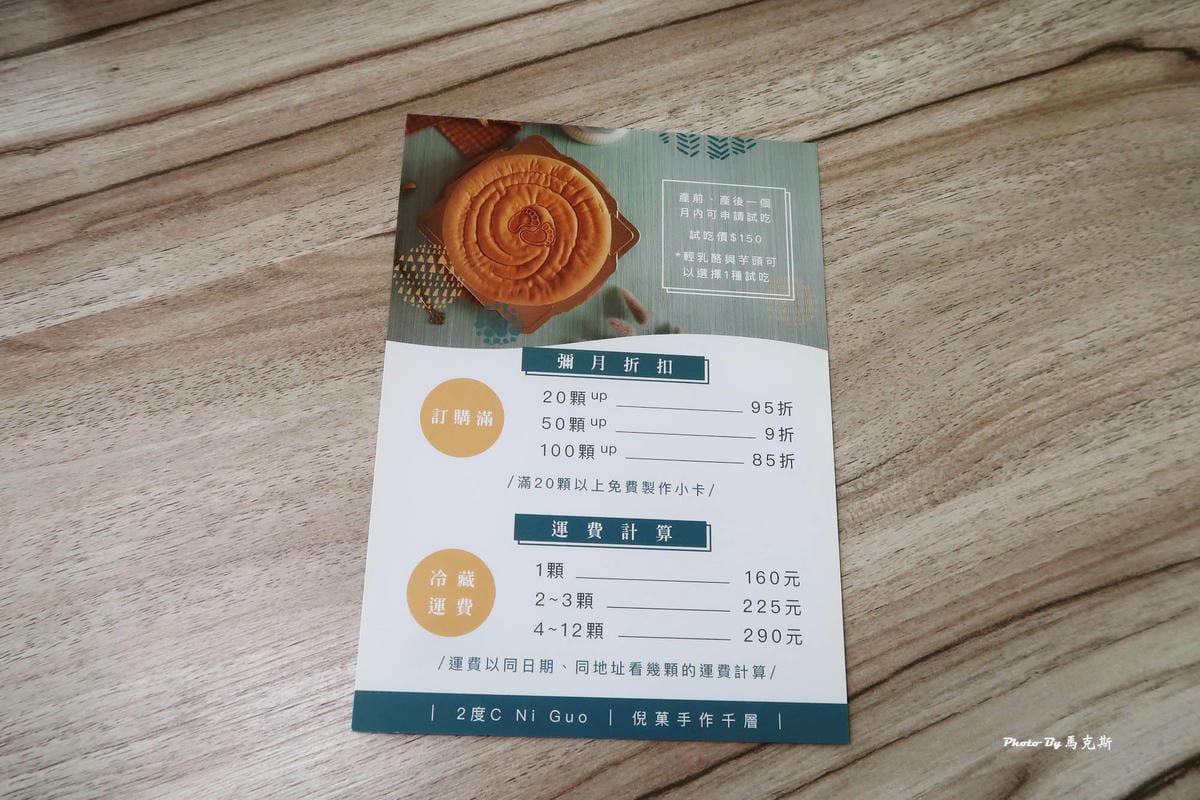 產前、產後一個
月內可申請試吃
試吃價$150
*輕乳酪與芋頭可
以選擇1種試吃
彌月折扣
訂購滿
20顆up 95折
50顆up 9折
100顆up 85折
/滿20顆以上免費製作小卡/
運費計算
冷藏
運費
1顆 160元
2~3顆 225元
4~12顆 290元
/運費以同日期、同地址看幾顆的運費計算/
| 2度C Ni Guo | 倪菓手作千層 |
Photo By 馬克斯